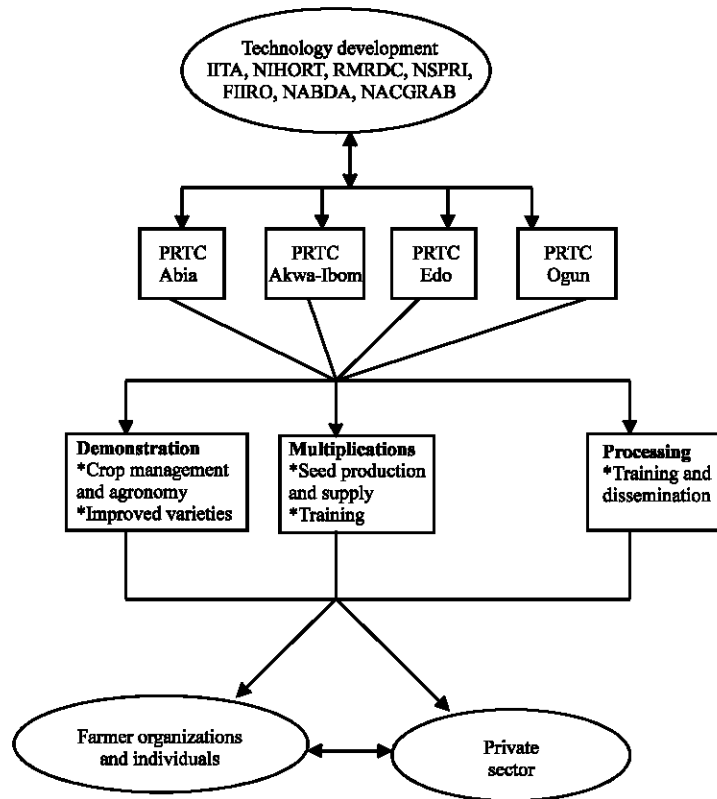 Technology development
IITA, NIHORT, RMRDC, NSPRI,
FIIRO, NABDA, NACGRAB
PRTC
Abia
PRTC
Akwa-Ibom
PRTC
Edo
PRTC
Ogun
Demonstration
*Crop management
and agronomy
*Improved varieties
Multiplications
*Seed production
and supply
*Training
Processing
*Training and
dissemination
Farmer organizations
and individuals
Private
sector